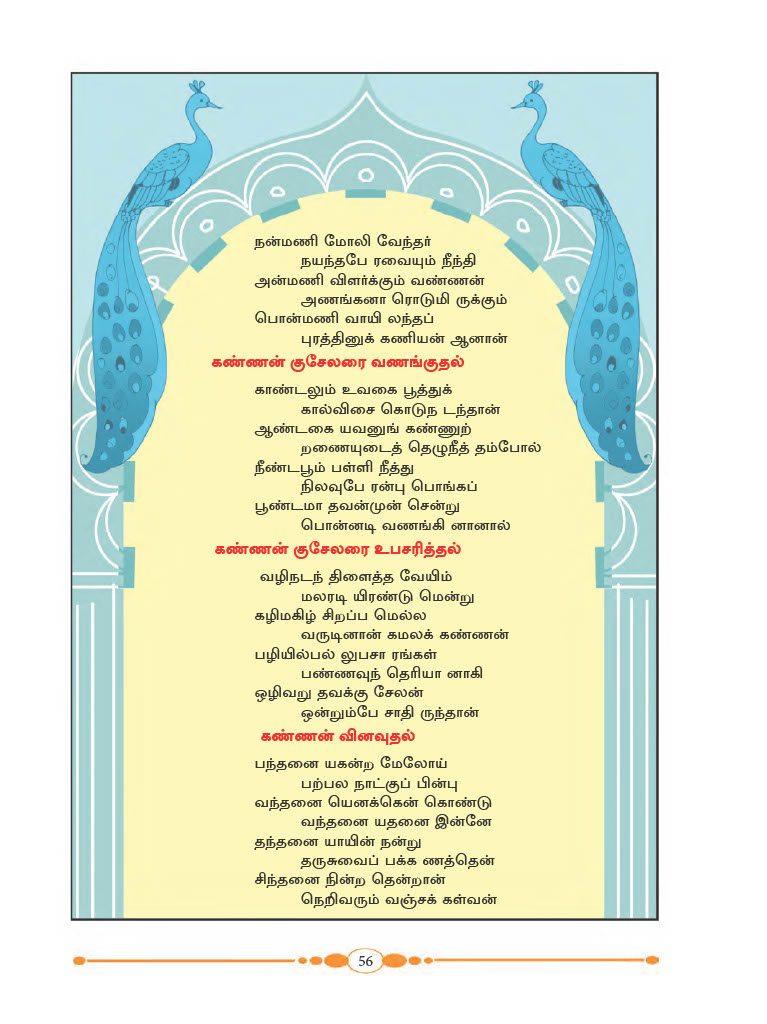 நன்மணி மோலி வேந்தர்
நயந்தபே ரவையும் நீந்தி
அன்மணி விளர்க்கும் வண்ணன்
அணங்கனா ரொடுமி ருக்கும்
பொன்மணி வாயி லந்தப்
புரத்தினுக் கணியன் ஆனான்
கண்ணன் குசேலரை வணங்குதல்
காண்டலும் உவகை பூத்துக்
கால்விசை கொடுந டந்தான்
ஆண்டகை யவனுங் கண்ணுற்
றணையுடைத் தெழுநீத் தம்போல்
நீண்டபூம் பள்ளி நீத்து
நிலவுபே ரன்பு பொங்கப்
பூண்டமா தவன்முன் சென்று
பொன்னடி வணங்கி னானால்
கண்ணன் குசேலரை உபசரித்தல்
வழிநடந் திளைத்த வேயிம்
மலரடி யிரண்டு மென்று
கழிமகிழ் சிறப்ப மெல்ல
வருடினான் கமலக் கண்ணன்
பழியில்பல் லுபசா ரங்கள்
பண்ணவுந் தெரியா னாகி
ஒழிவறு தவக்கு சேலன்
ஒன்றும்பே சாதி ருந்தான்
கண்ணன் வினவுதல்
பந்தனை யகன்ற மேலோய்
பற்பல நாட்குப் பின்பு
வந்தனை யெனக்கென் கொண்டு
வந்தனை யதனை இன்னே
தந்தனை யாயின் நன்று
தருசுவைப் பக்க ணத்தென்
சிந்தனை நின்ற தென்றான்
நெறிவரும் வஞ்சக் கள்வன்
56